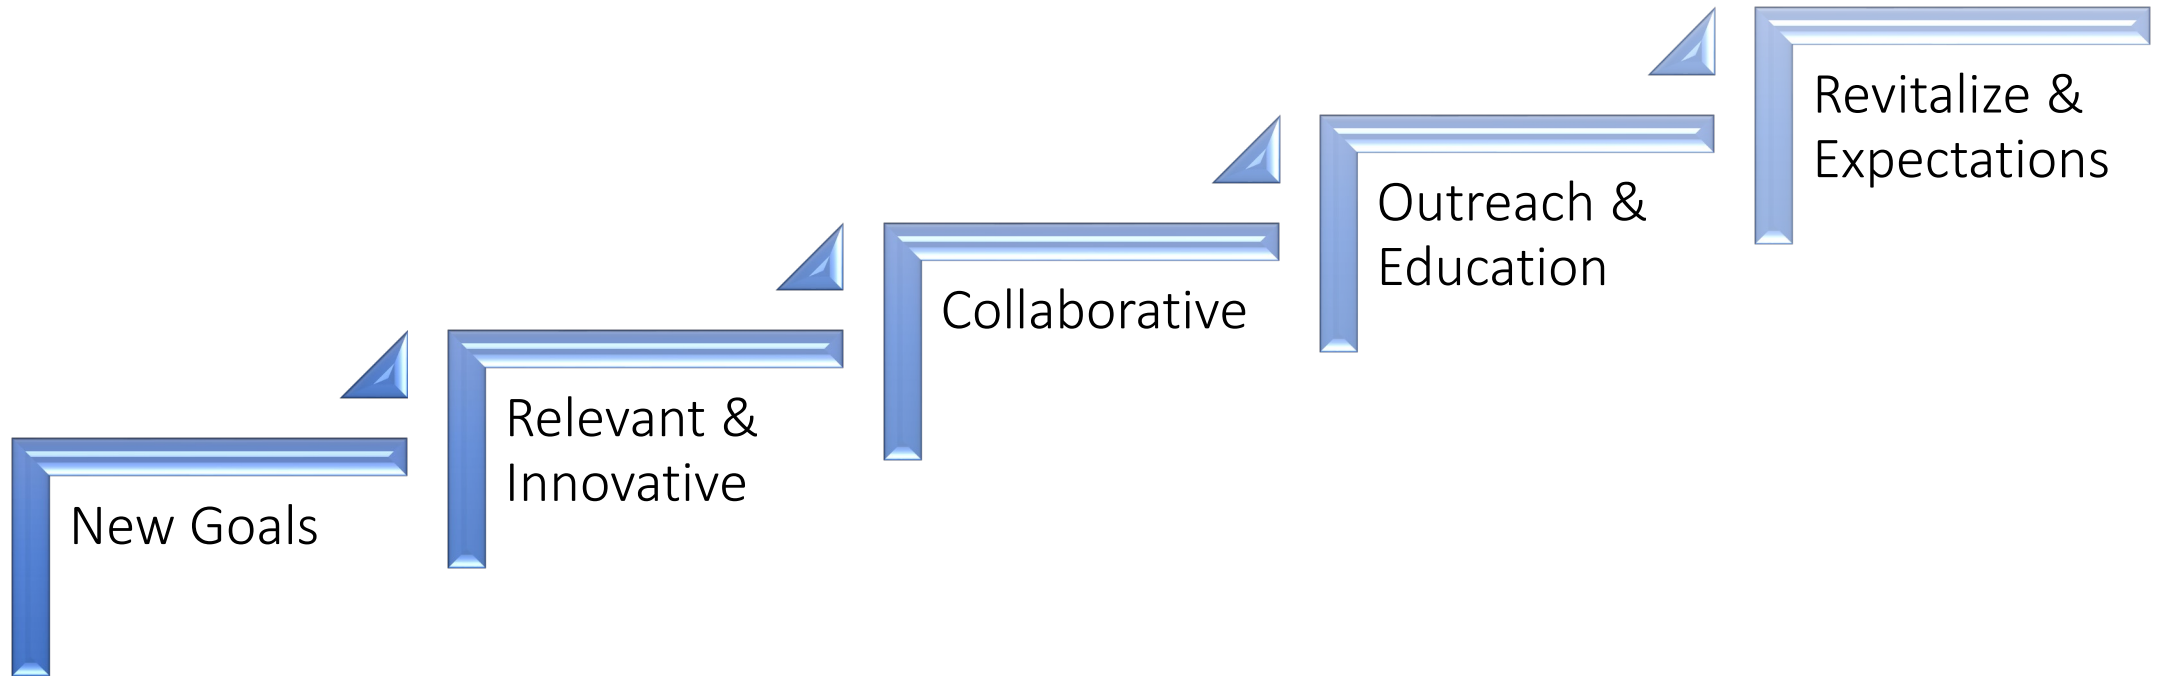 New Goals
Relevant &
Innovative
Collaborative
Outreach &
Education
Revitalize &
Expectations